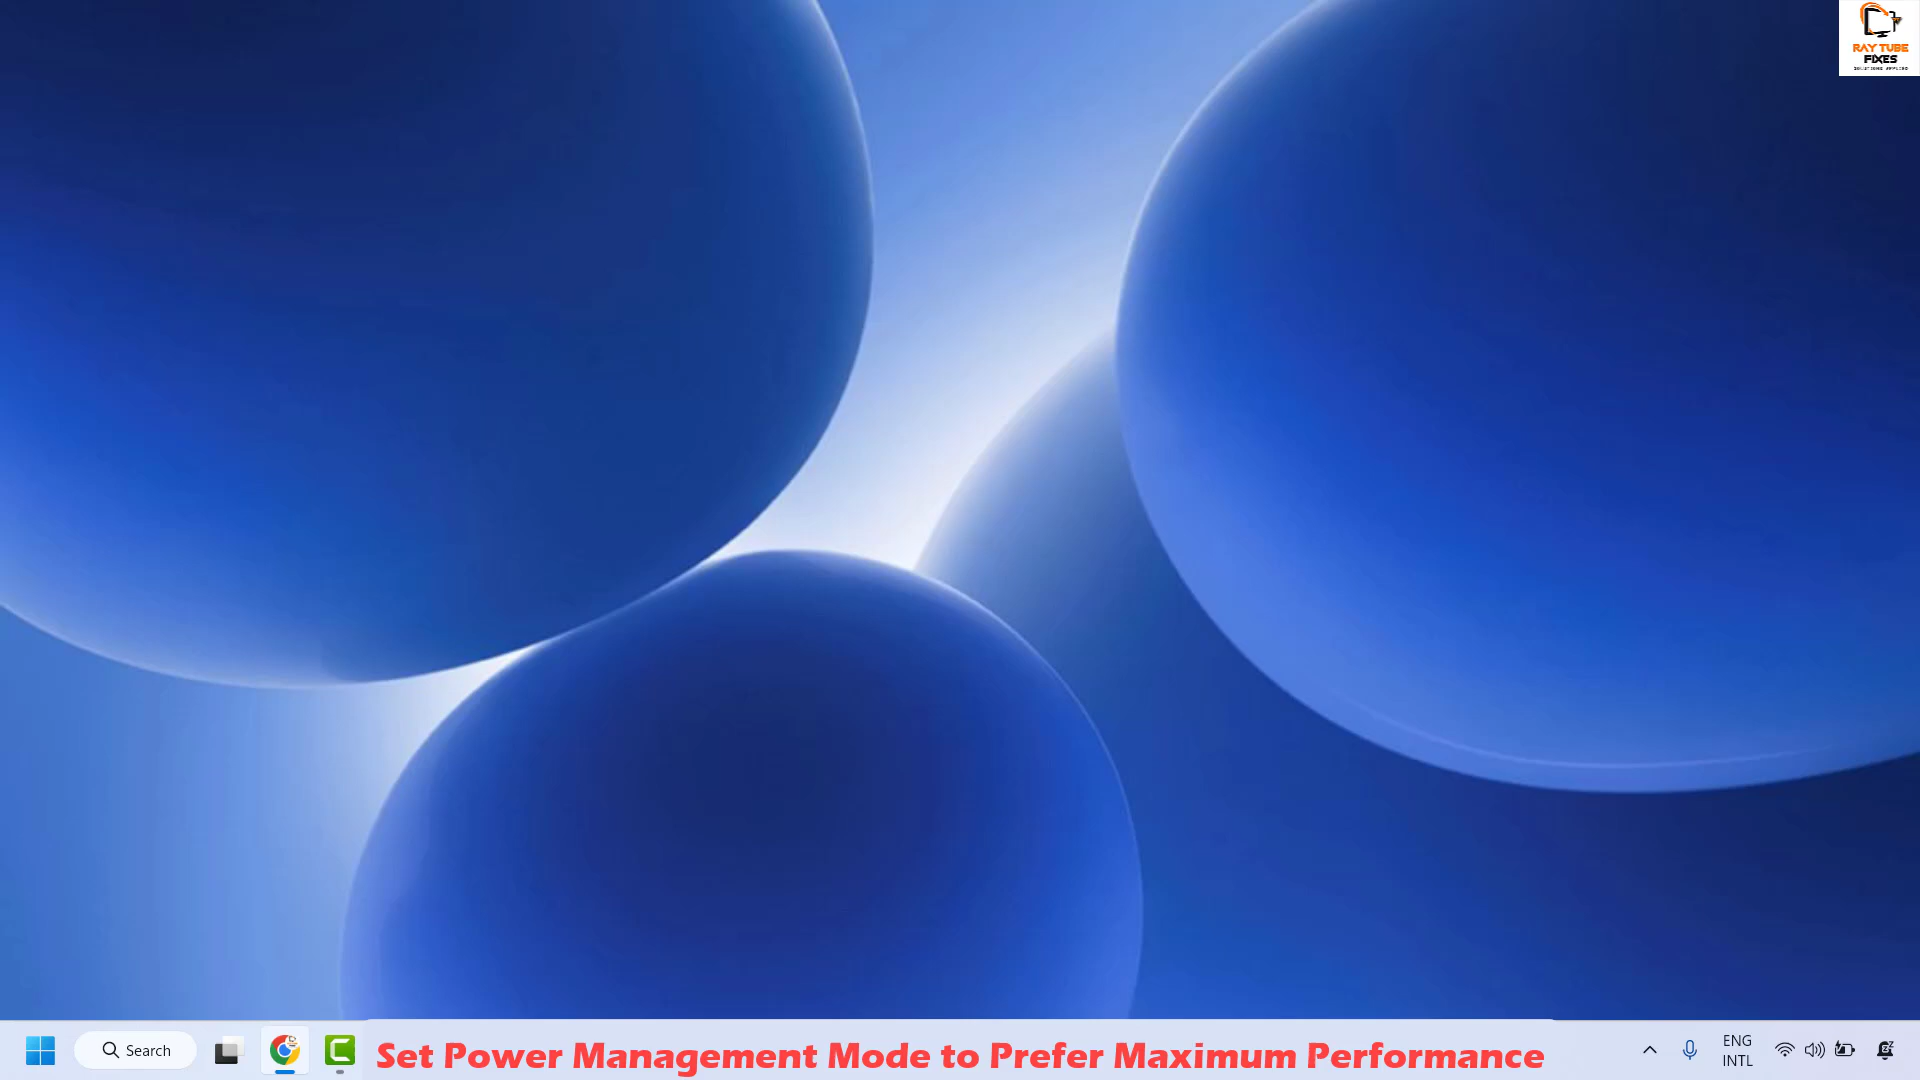 RAY TUBE
FIXES
Search
Set Power Management Mode to Prefer Maximum Performance
ENG
INTL